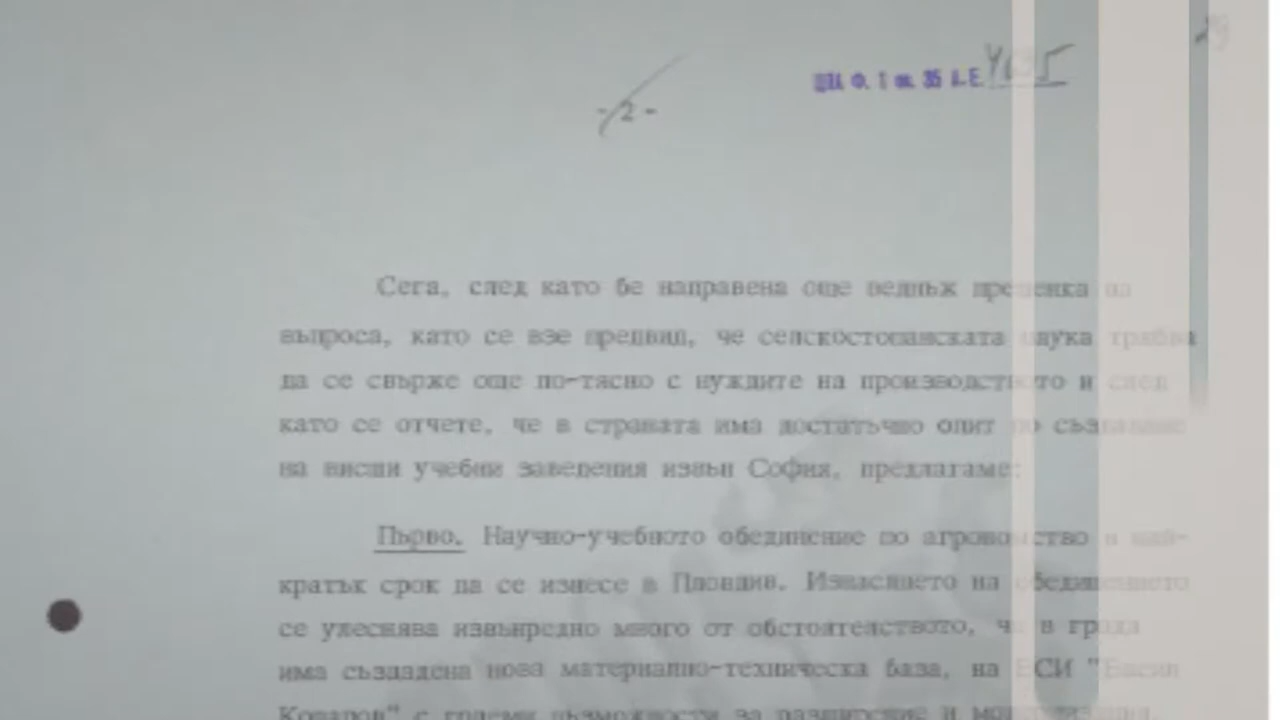 - 2 -
Сега, след като бе направена още веднъж преценка на
въпроса, като се взе предвид, че селскостопанската наука трябва
да се свърже още по-тясно с нуждите на производството и след
като се отчете, че в страната има достатъчно опит по създаване
на висши учебни заведения извън София, предлагаме:
Първо. Научно-учебното обединение по агрономство в най-
кратък срок да се изнесе в Пловдив. Изнасянето на обединението
се улеснява извънредно много от обстоятелството, че в града
има създадена нова материално-техническа база, на ВСИ "Васил
Коларов" с големи възможности за разширение и